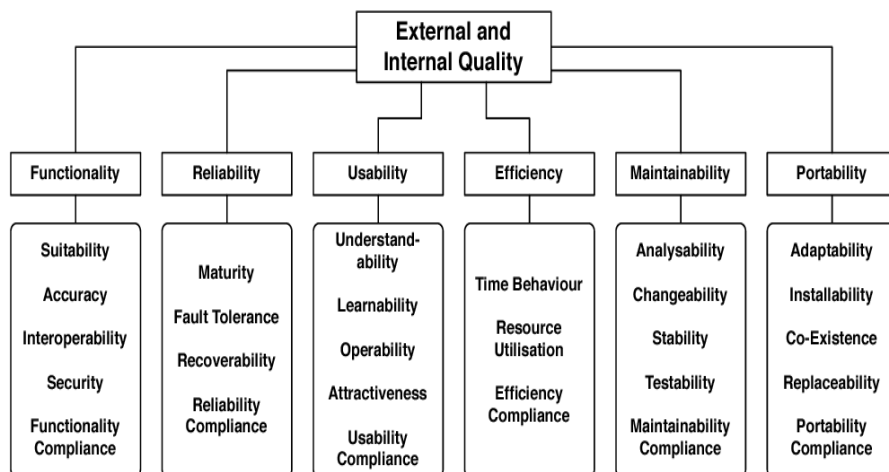 External and
Internal Quality
Functionality
Reliability
Usability
Efficiency
Maintainability
Portability
Suitability
Accuracy
Interoperability
Security
Functionality
Compliance
Maturity
Fault Tolerance
Recoverability
Reliability
Compliance
Understand-
ability
Learnability
Operability
Attractiveness
Usability
Compliance
Time Behaviour
Resource
Utilisation
Efficiency
Compliance
Analysability
Changeability
Stability
Testability
Maintainability
Compliance
Adaptability
Installability
Co-Existence
Replaceability
Portability
Compliance